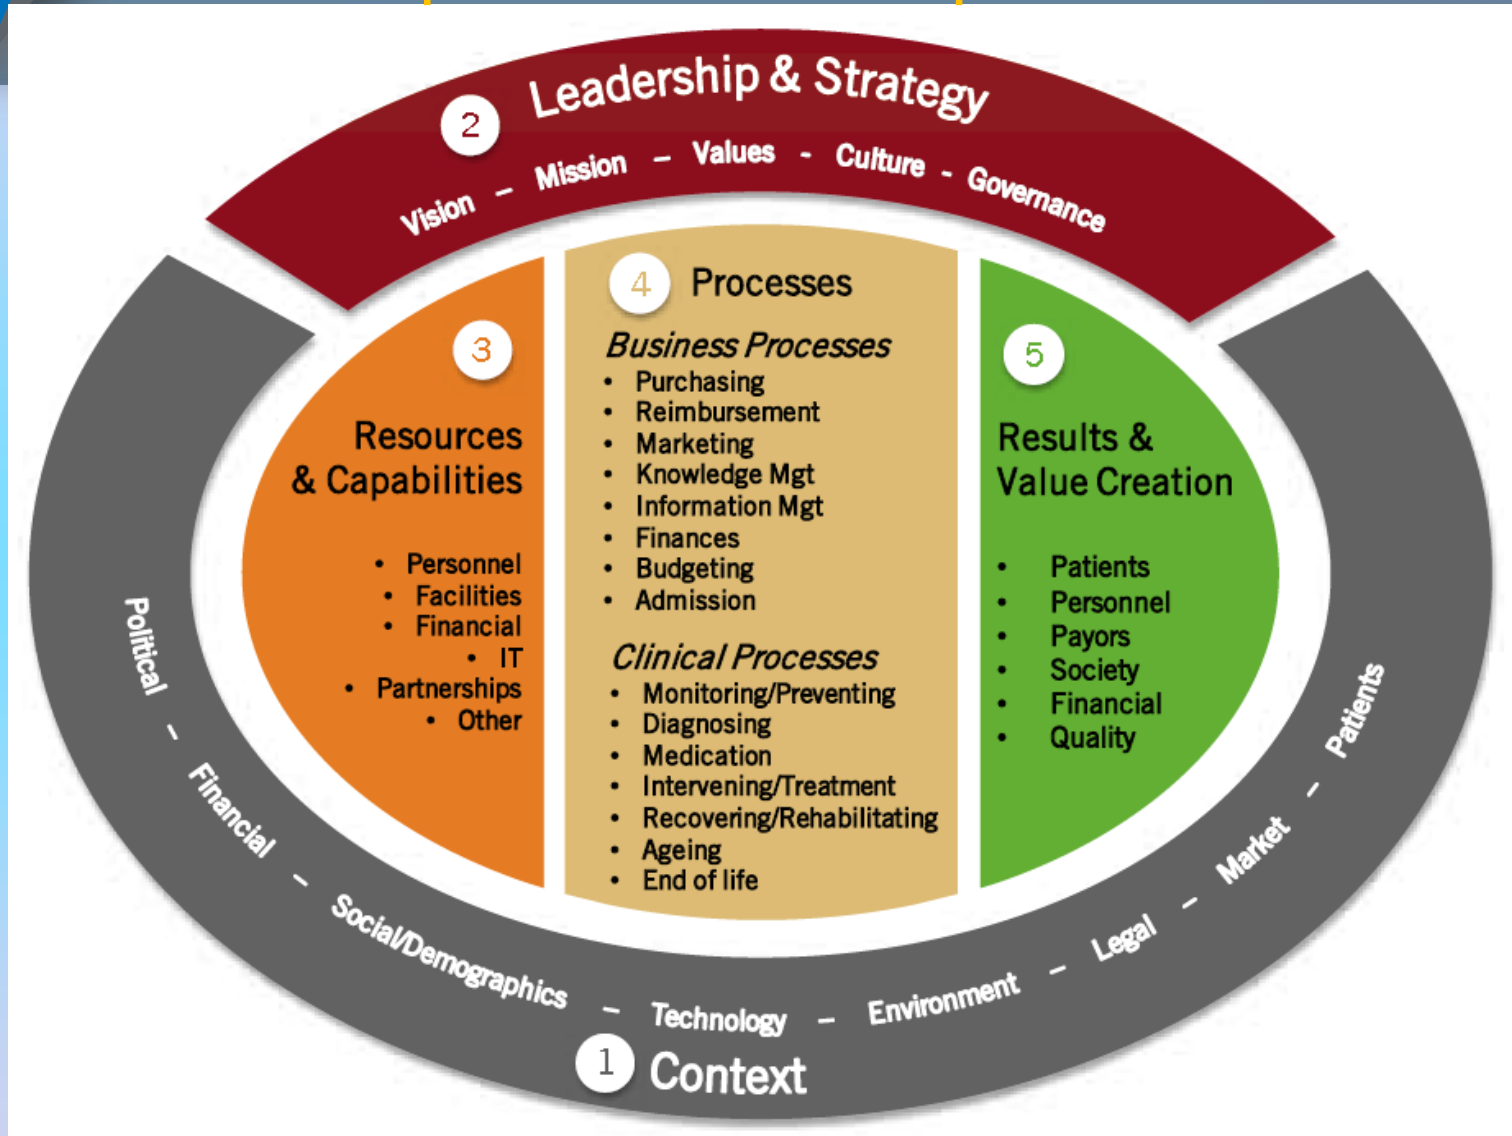 2
Leadership & Strategy
Vision – Mission – Values - Culture - Governance
3
Resources
& Capabilities
• Personnel
• Facilities
• Financial
• IT
• Partnerships
• Other
4
Processes
Business Processes
• Purchasing
• Reimbursement
• Marketing
• Knowledge Mgt
• Information Mgt
• Finances
• Budgeting
• Admission
Clinical Processes
• Monitoring/Preventing
• Diagnosing
• Medication
• Intervening/Treatment
• Recovering/Rehabilitating
• Ageing
• End of life
5
Results &
Value Creation
• Patients
• Personnel
• Payors
• Society
• Financial
• Quality
Political – Financial – Social/Demographics – Technology – Environment – Legal – Market – Patients
1
Context